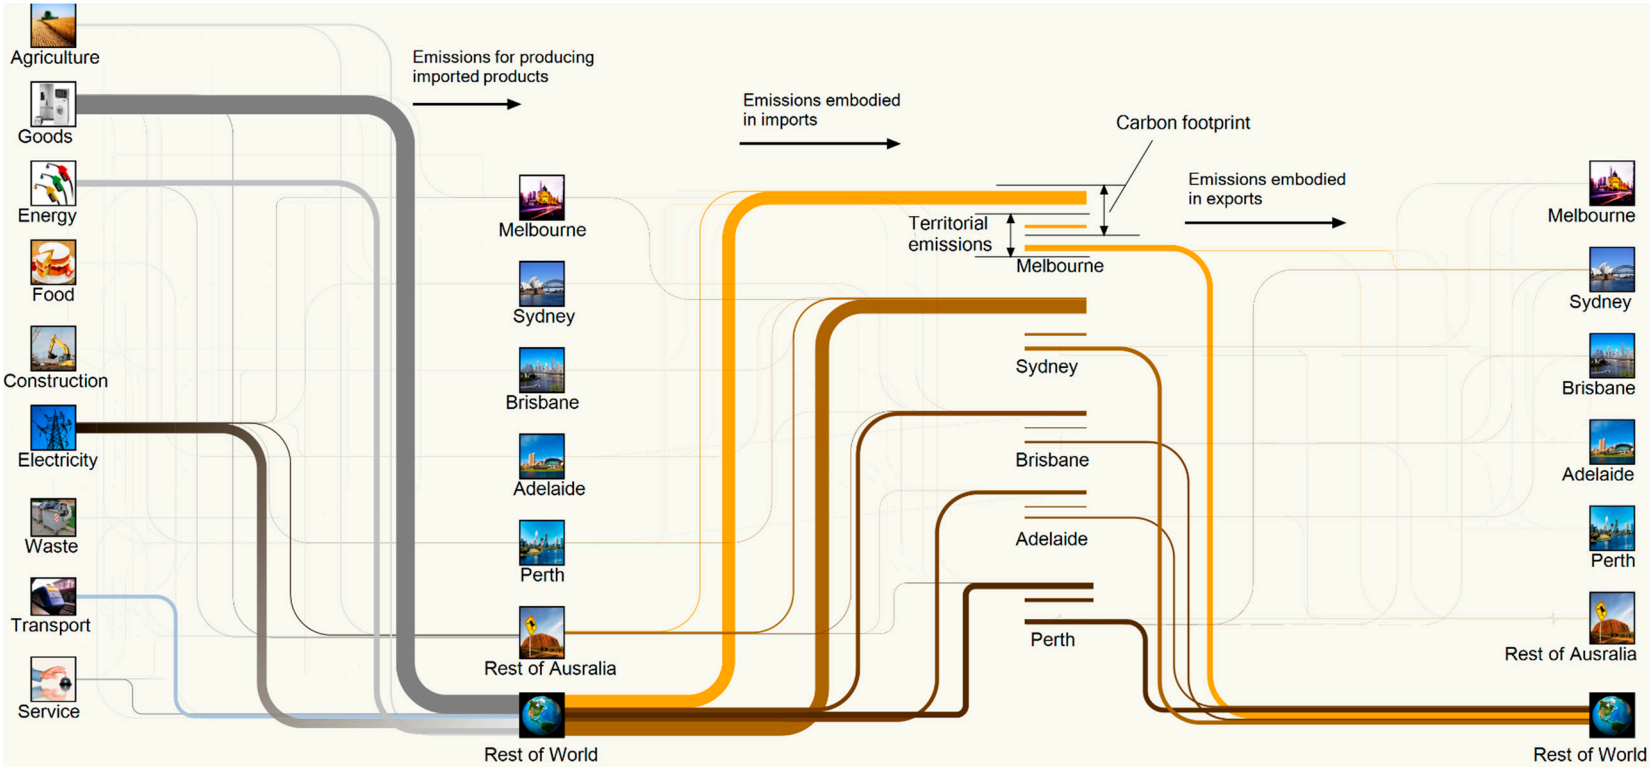 Agriculture
Goods
Energy
Food
Construction
Electricity
Waste
Transport
Service
Emissions for producing
imported products
Melbourne
Sydney
Brisbane
Adelaide
Perth
Rest of Ausralia
Rest of World
Emissions embodied
in imports
Carbon footprint
Territorial
emissions
Melbourne
Sydney
Brisbane
Adelaide
Perth
Emissions embodied
in exports
Melbourne
Sydney
Brisbane
Adelaide
Perth
Rest of Ausralia
Rest of World